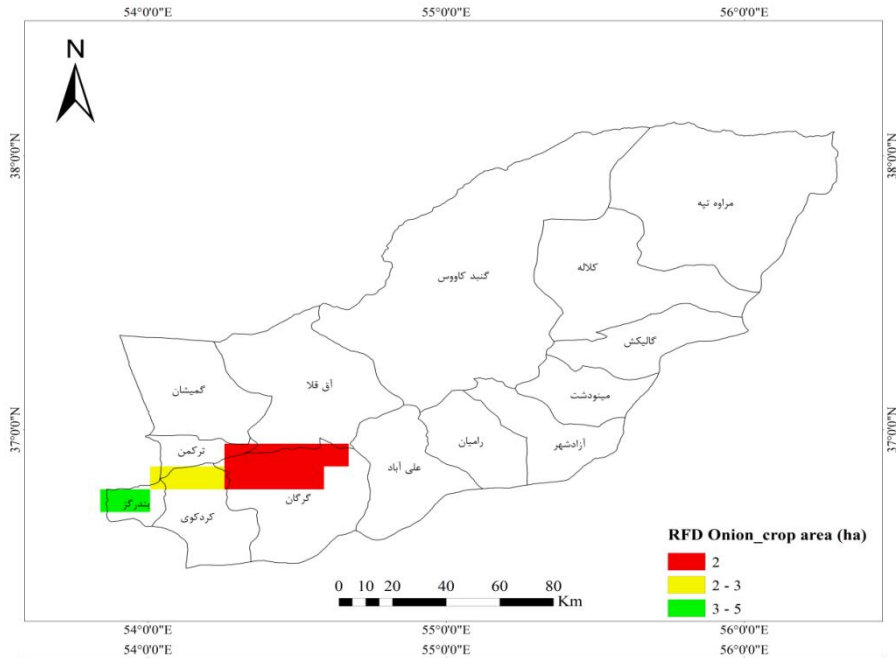 54°0'0"E 55°0'0"E 56°0'0"E
N
38°0'0"N 38°0'0"N
مراوه تپه
کلاله
گنبد کاووس
گالیکش
گمیشان
آق قلا
مینودشت
37°0'0"N 37°0'0"N
ترکمن
رامیان
آزادشهر
علی آباد
گرگان
بندرگز
کردکوی
RFD Onion_crop area (ha)
2
2 - 3
3 - 5
0 10 20 40 60 80
Km
54°0'0"E 55°0'0"E 56°0'0"E
54°0'0"E 55°0'0"E 56°0'0"E